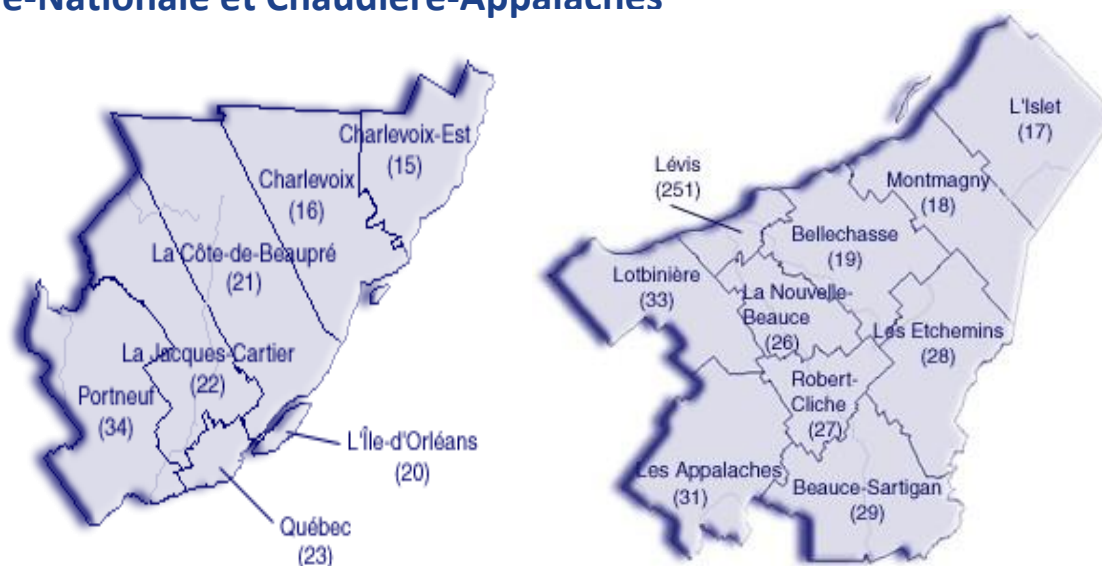 e-Nationale et Chaudière-Appalaches
Charlevoix-Est
(15)
Charlevoix
(16)
La Côte-de-Beaupré
(21)
La Jacques-Cartier
(22)
Portneuf
(34)
L'Île-d'Orléans
(20)
Québec
(23)
L'Islet
(17)
Lévis
(251)
Montmagny
(18)
Bellechasse
(19)
Lotbinière
(33)
La Nouvelle-
Beauce
(26)
Les Etchemins
(28)
Robert-
Cliche
(27)
Les Appalaches
(31)
Beauce-Sartigan
(29)